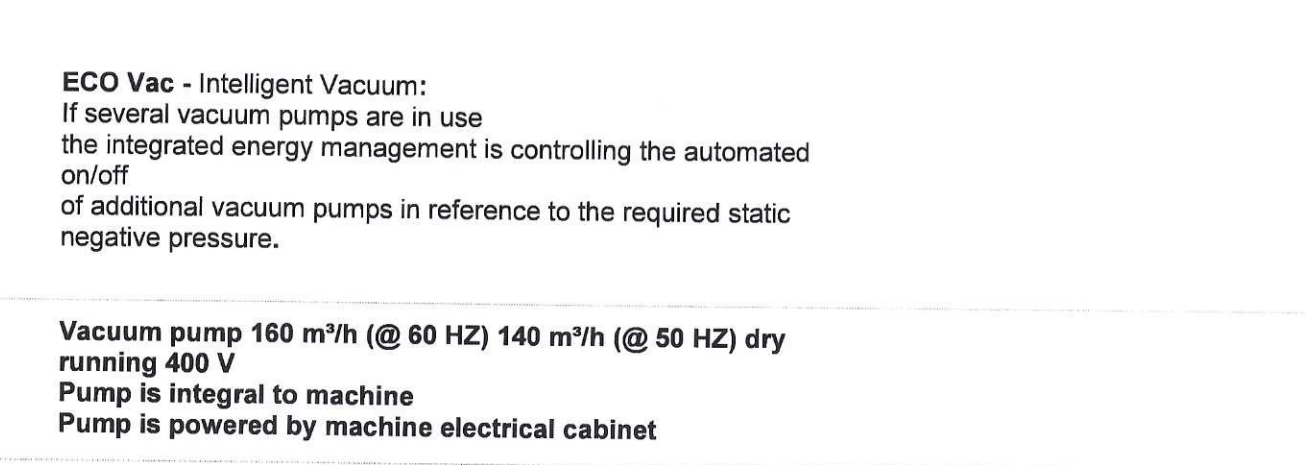 ECO Vac - Intelligent Vacuum:
If several vacuum pumps are in use
the integrated energy management is controlling the automated
on/off
of additional vacuum pumps in reference to the required static
negative pressure.
Vacuum pump 160 m³/h (@ 60 HZ) 140 m³/h (@ 50 HZ) dry
running 400 V
Pump is integral to machine
Pump is powered by machine electrical cabinet